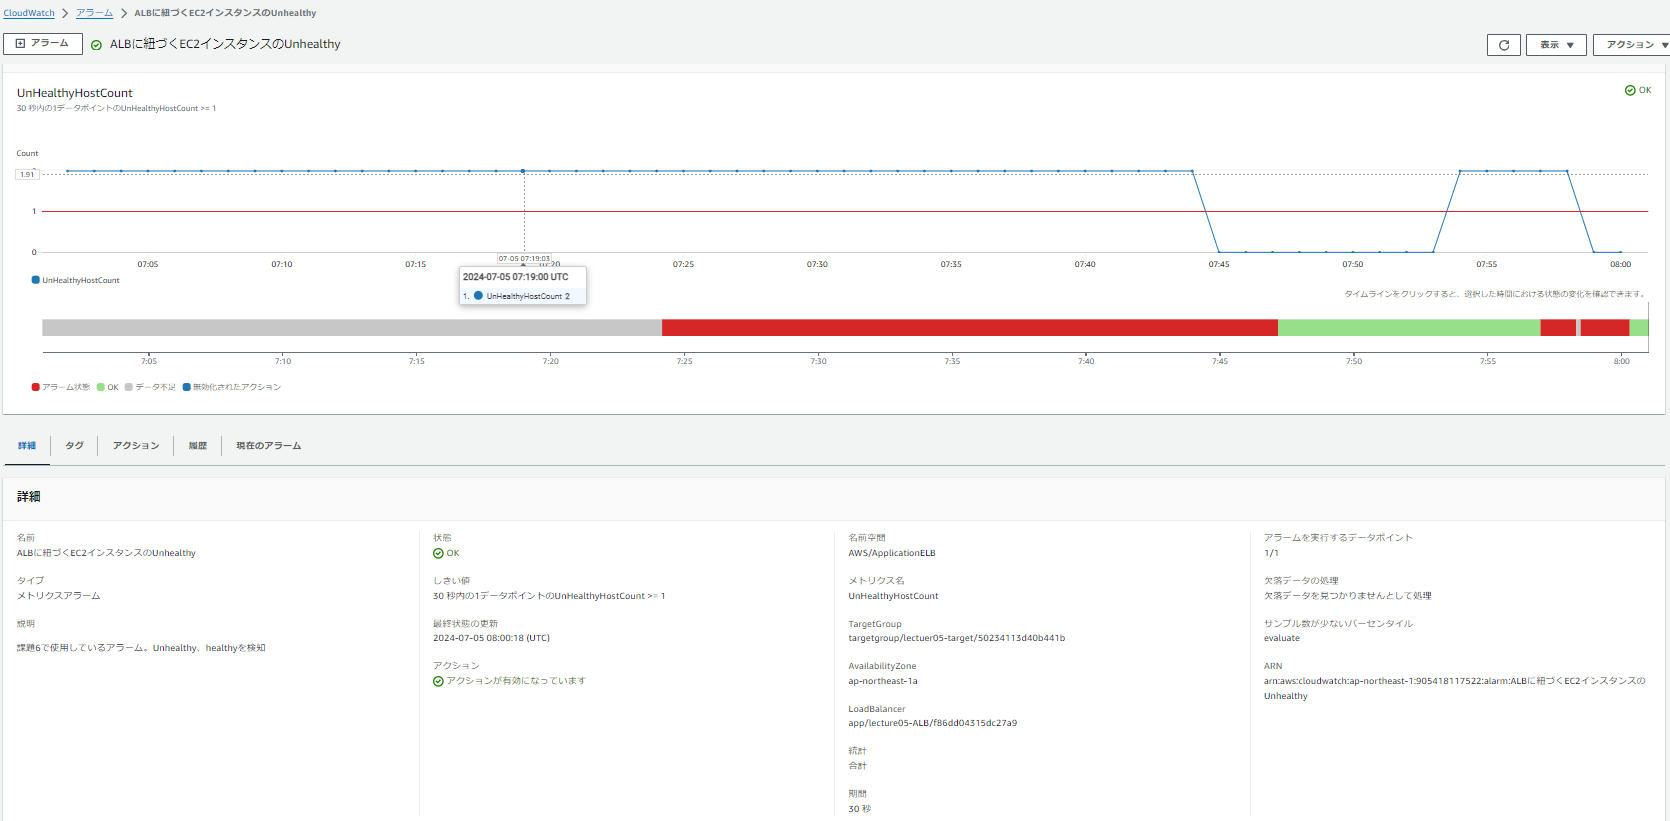 CloudWatch > アラーム > ALBに紐づくEC2インスタンスのUnhealthy
アラーム
ALBに紐づくEC2インスタンスのUnhealthy
表示 ▼
アクション ▼
UnHealthyHostCount
OK
30 秒内の1データポイントのUnHealthyHostCount >= 1
Count
1.91
1
0
07:05 07:10 07:15 07-05 07:19:03 07:20 07:25 07:30 07:35 07:40 07:45 07:50 07:55 08:00
2024-07-05 07:19:00 UTC
1. UnHealthyHostCount 2
UnHealthyHostCount
タイムラインをクリックすると、選択した時間における状態の変化を確認できます。
7:05 7:10 7:15 7:20 7:25 7:30 7:35 7:40 7:45 7:50 7:55 8:00
アラーム状態 OK データ不足 無効化されたアクション
詳細 タグ アクション 履歴 現在のアラーム
詳細
名前
ALBに紐づくEC2インスタンスのUnhealthy
タイプ
メトリクスアラーム
説明
課題6で使用しているアラーム。Unhealthy、healthyを検知
状態
OK
しきい値
30 秒内の1データポイントのUnHealthyHostCount >= 1
最終状態の更新
2024-07-05 08:00:18 (UTC)
アクション
アクションが有効になっています
名前空間
AWS/ApplicationELB
メトリクス名
UnHealthyHostCount
TargetGroup
targetgroup/lectuer05-target/50234113d40b441b
AvailabilityZone
ap-northeast-1a
LoadBalancer
app/lecture05-ALB/f86dd04315dc27a9
統計
合計
期間
30 秒
アラームを実行するデータポイント
1/1
欠落データの処理
欠落データを見つかりませんとして処理
サンプル数が少ないパーセンタイル
evaluate
ARN
arn:aws:cloudwatch:ap-northeast-1:905418117522:alarm:ALBに紐づくEC2インスタンスの
Unhealthy